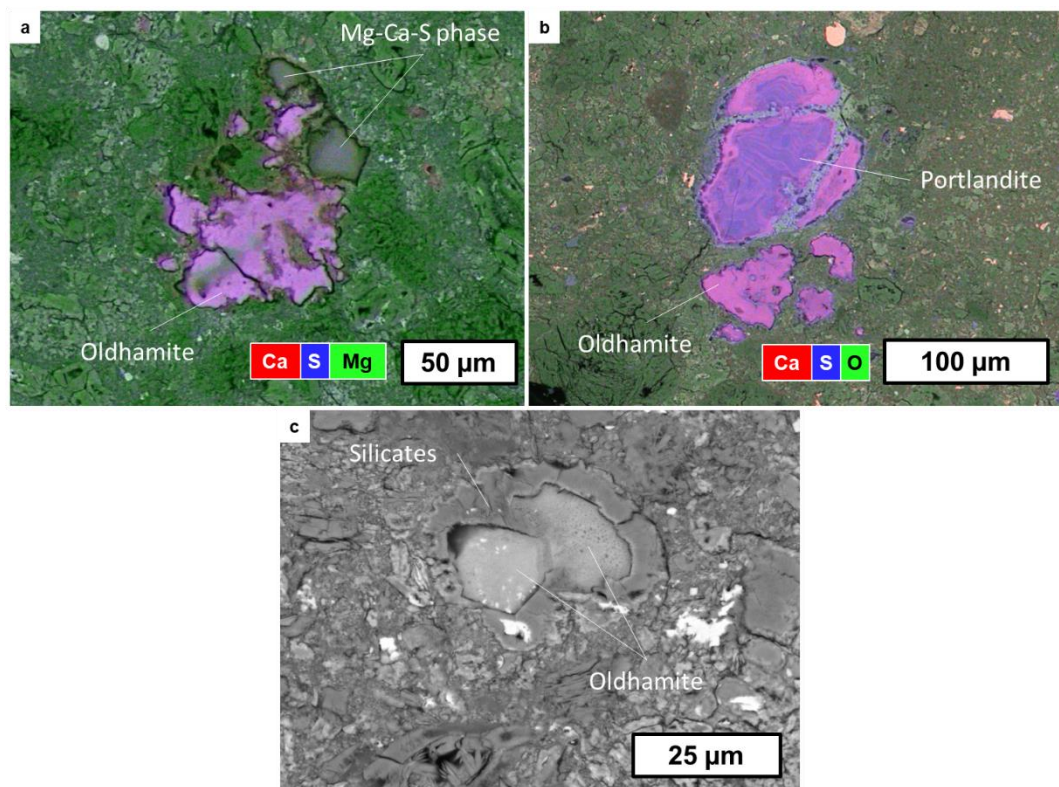 a
Mg-Ca-S phase
Oldhamite
Ca S Mg
50 µm
b
Portlandite
Oldhamite
Ca S O
100 µm
c
Silicates
Oldhamite
25 µm